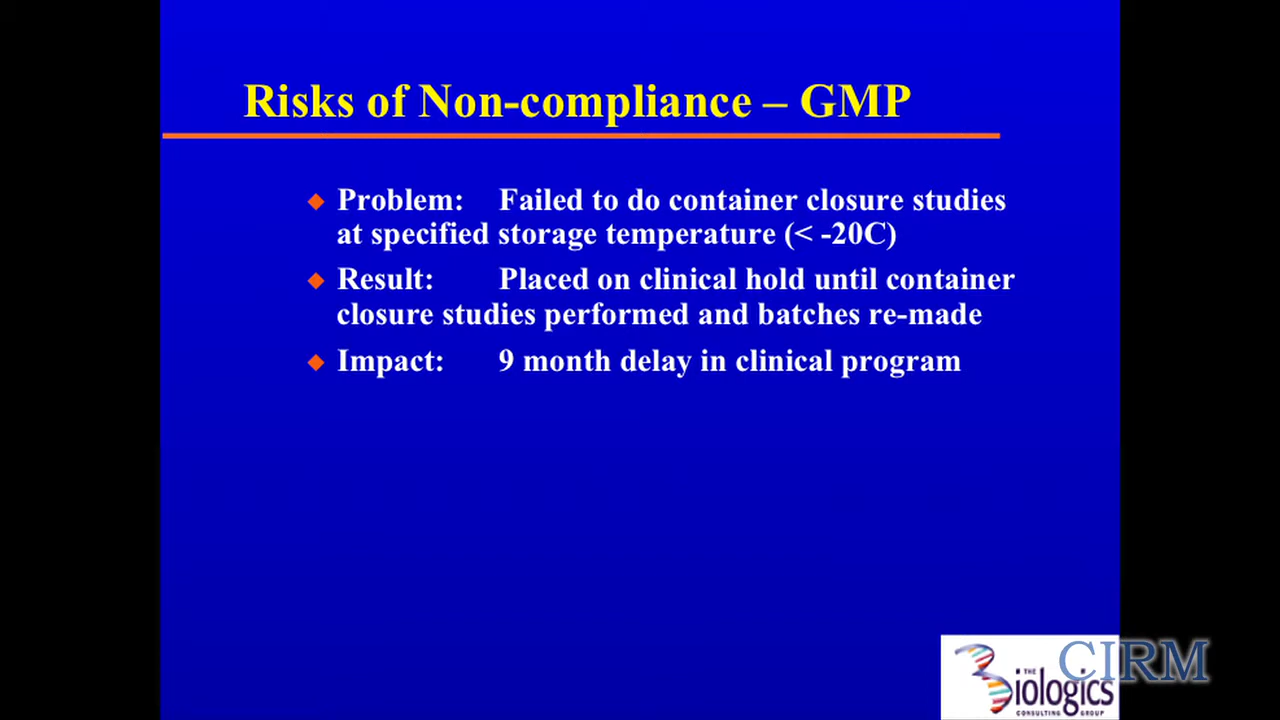 Risks of Non-compliance – GMP
Problem: Failed to do container closure studies
at specified storage temperature (< -20C)
Result: Placed on clinical hold until container
closure studies performed and batches re-made
Impact: 9 month delay in clinical program
THE
Biologics
CONSULTING GROUP
CIRM